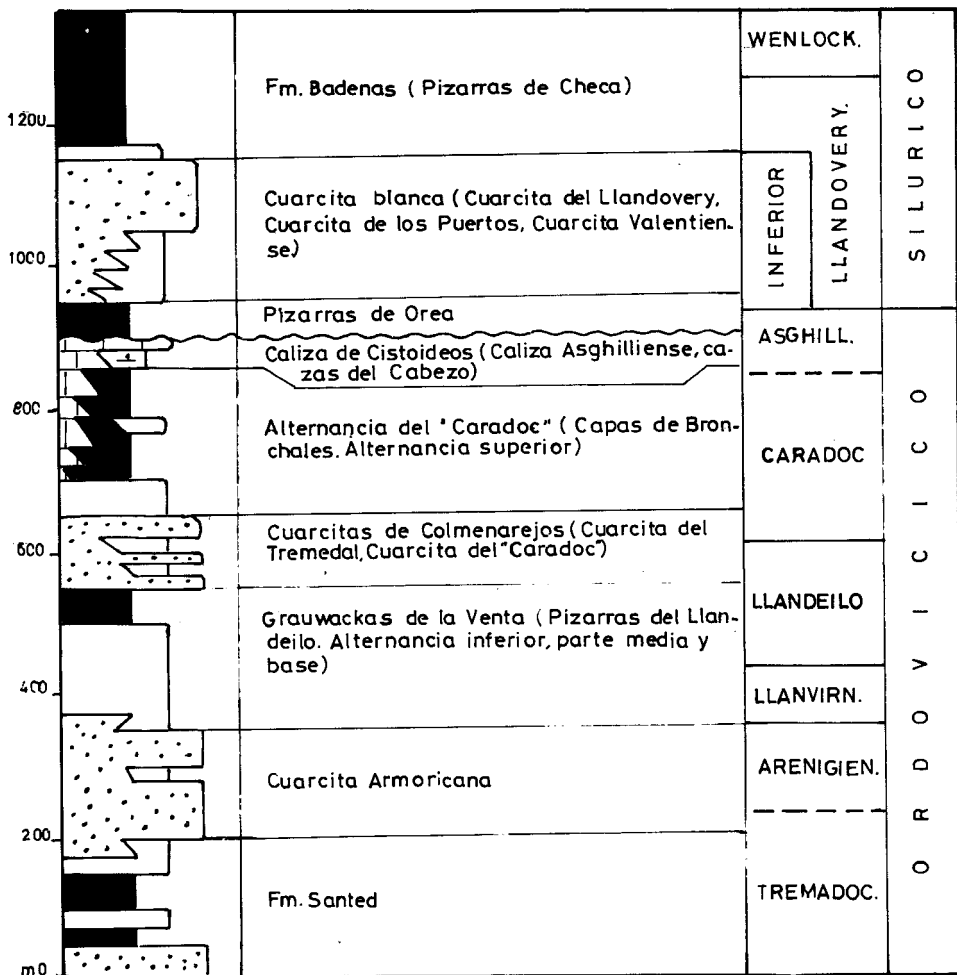 WENLOCK.
Fm. Badenas (Pizarras de Checa)
1200
LLANDOVERY.
SILURICO
INFERIOR
Cuarcita blanca (Cuarcita del Llandovery,
Cuarcita de los Puertos, Cuarcita Valentien-
se)
1000
Pizarras de Orea
ASGHILL.
Caliza de Cistoideos (Caliza Asghilliense, ca-
zas del Cabezo)
800
Alternancia del "Caradoc" (Capas de Bron-
chales. Alternancia superior)
CARADOC
ORDOVICICO
Cuarcitas de Colmenarejos (Cuarcita del
Tremedal, Cuarcita del "Caradoc")
600
LLANDEILO
Grauwackas de la Venta (Pizarras del Llan-
deilo. Alternancia inferior, parte media y
base)
400
LLANVIRN.
ARENIGIEN.
Cuarcita Armoricana
200
Fm. Santed
TREMADOC.
m0